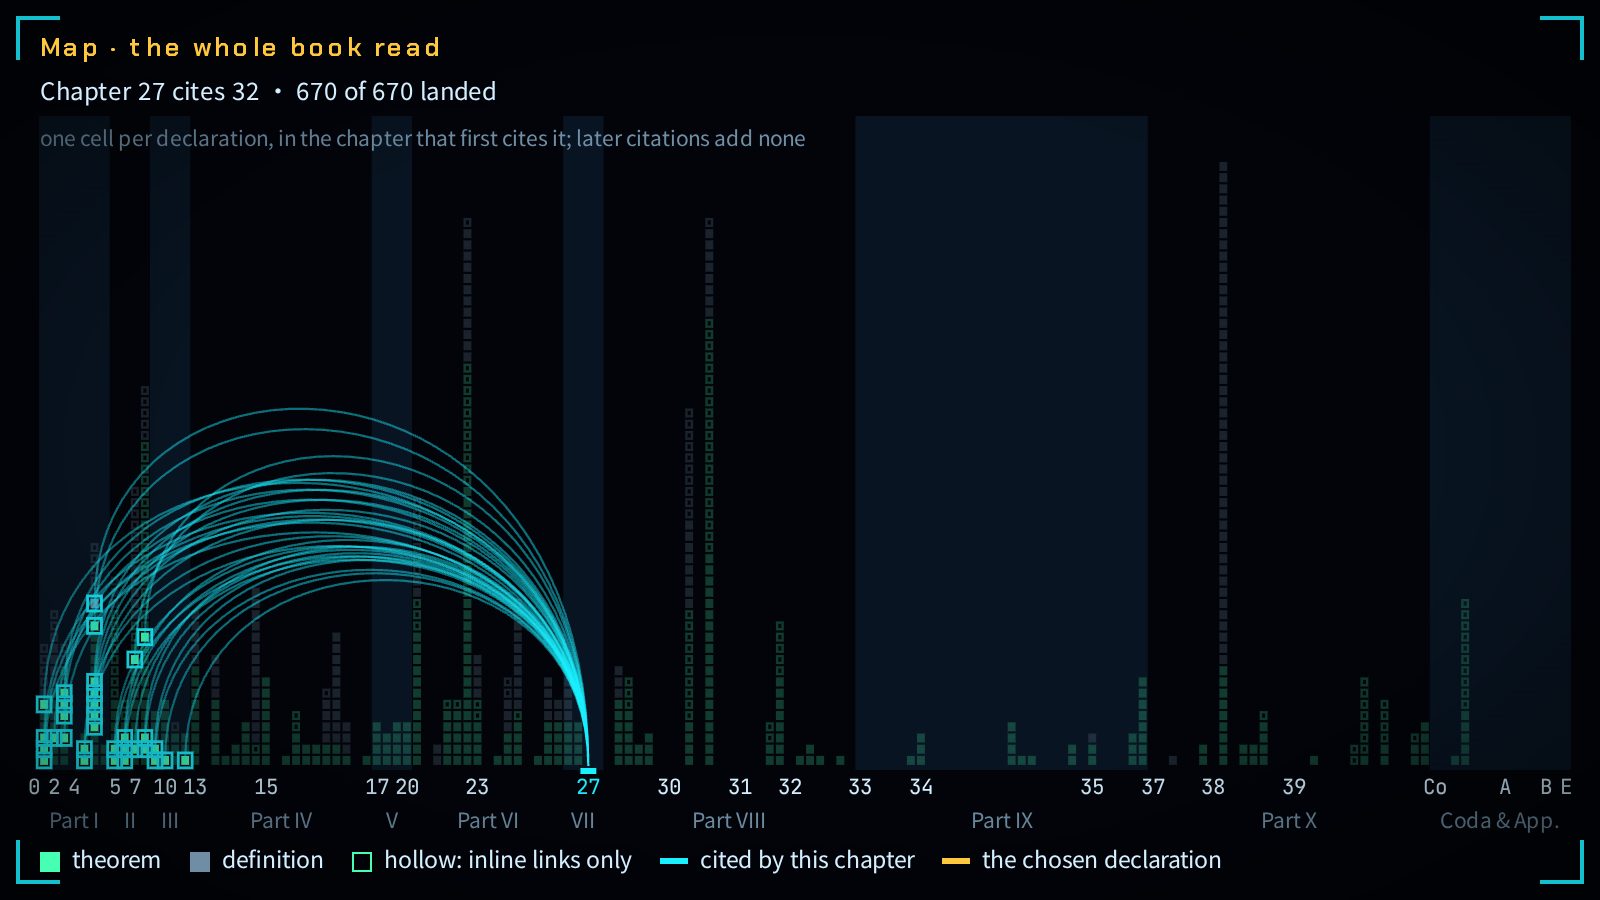 Map · the whole book read
Chapter 27 cites 32 • 670 of 670 landed
one cell per declaration, in the chapter that first cites it; later citations add none
0 2 4 5 7 10 13 15 17 20 23 27 30 31 32 33 34 35 37 38 39 Co A B E
Part I II III Part IV V Part VI VII Part VIII Part IX Part X Coda & App.
theorem definition hollow: inline links only cited by this chapter the chosen declaration